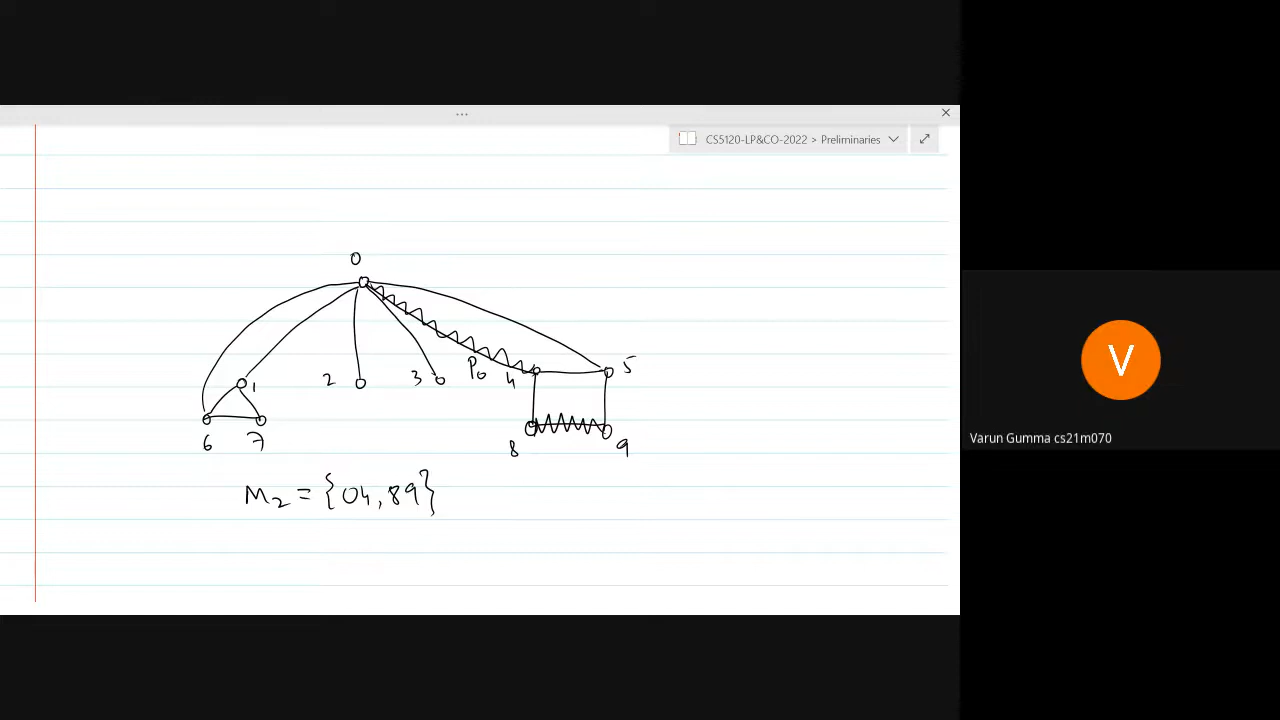 CS5120-LP&CO-2022 > Preliminaries
0
1
2
3
P0
4
5
6
7
8
9
M2 = {04, 89}
V
Varun Gumma cs21m070